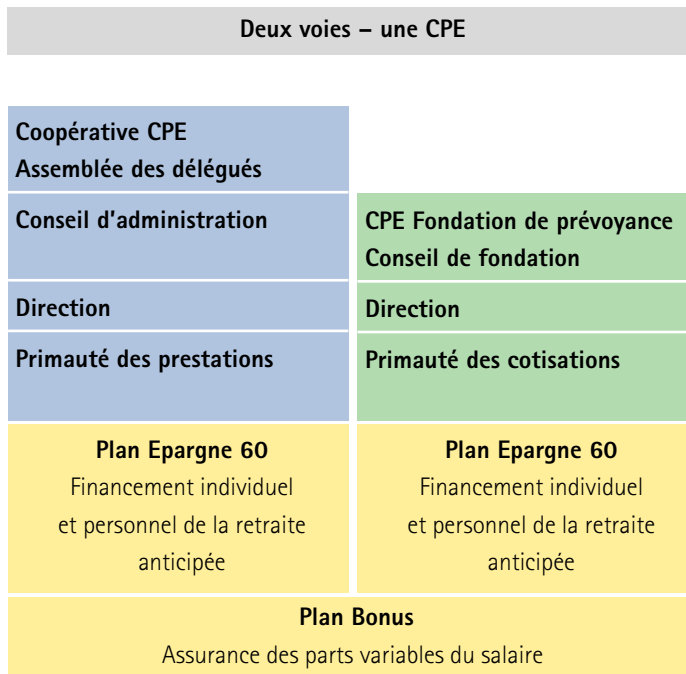 Deux voies – une CPE
Coopérative CPE
Assemblée des délégués
Conseil d'administration
Direction
Primauté des prestations
CPE Fondation de prévoyance
Conseil de fondation
Direction
Primauté des cotisations
Plan Epargne 60
Financement individuel
et personnel de la retraite
anticipée
Plan Epargne 60
Financement individuel
et personnel de la retraite
anticipée
Plan Bonus
Assurance des parts variables du salaire